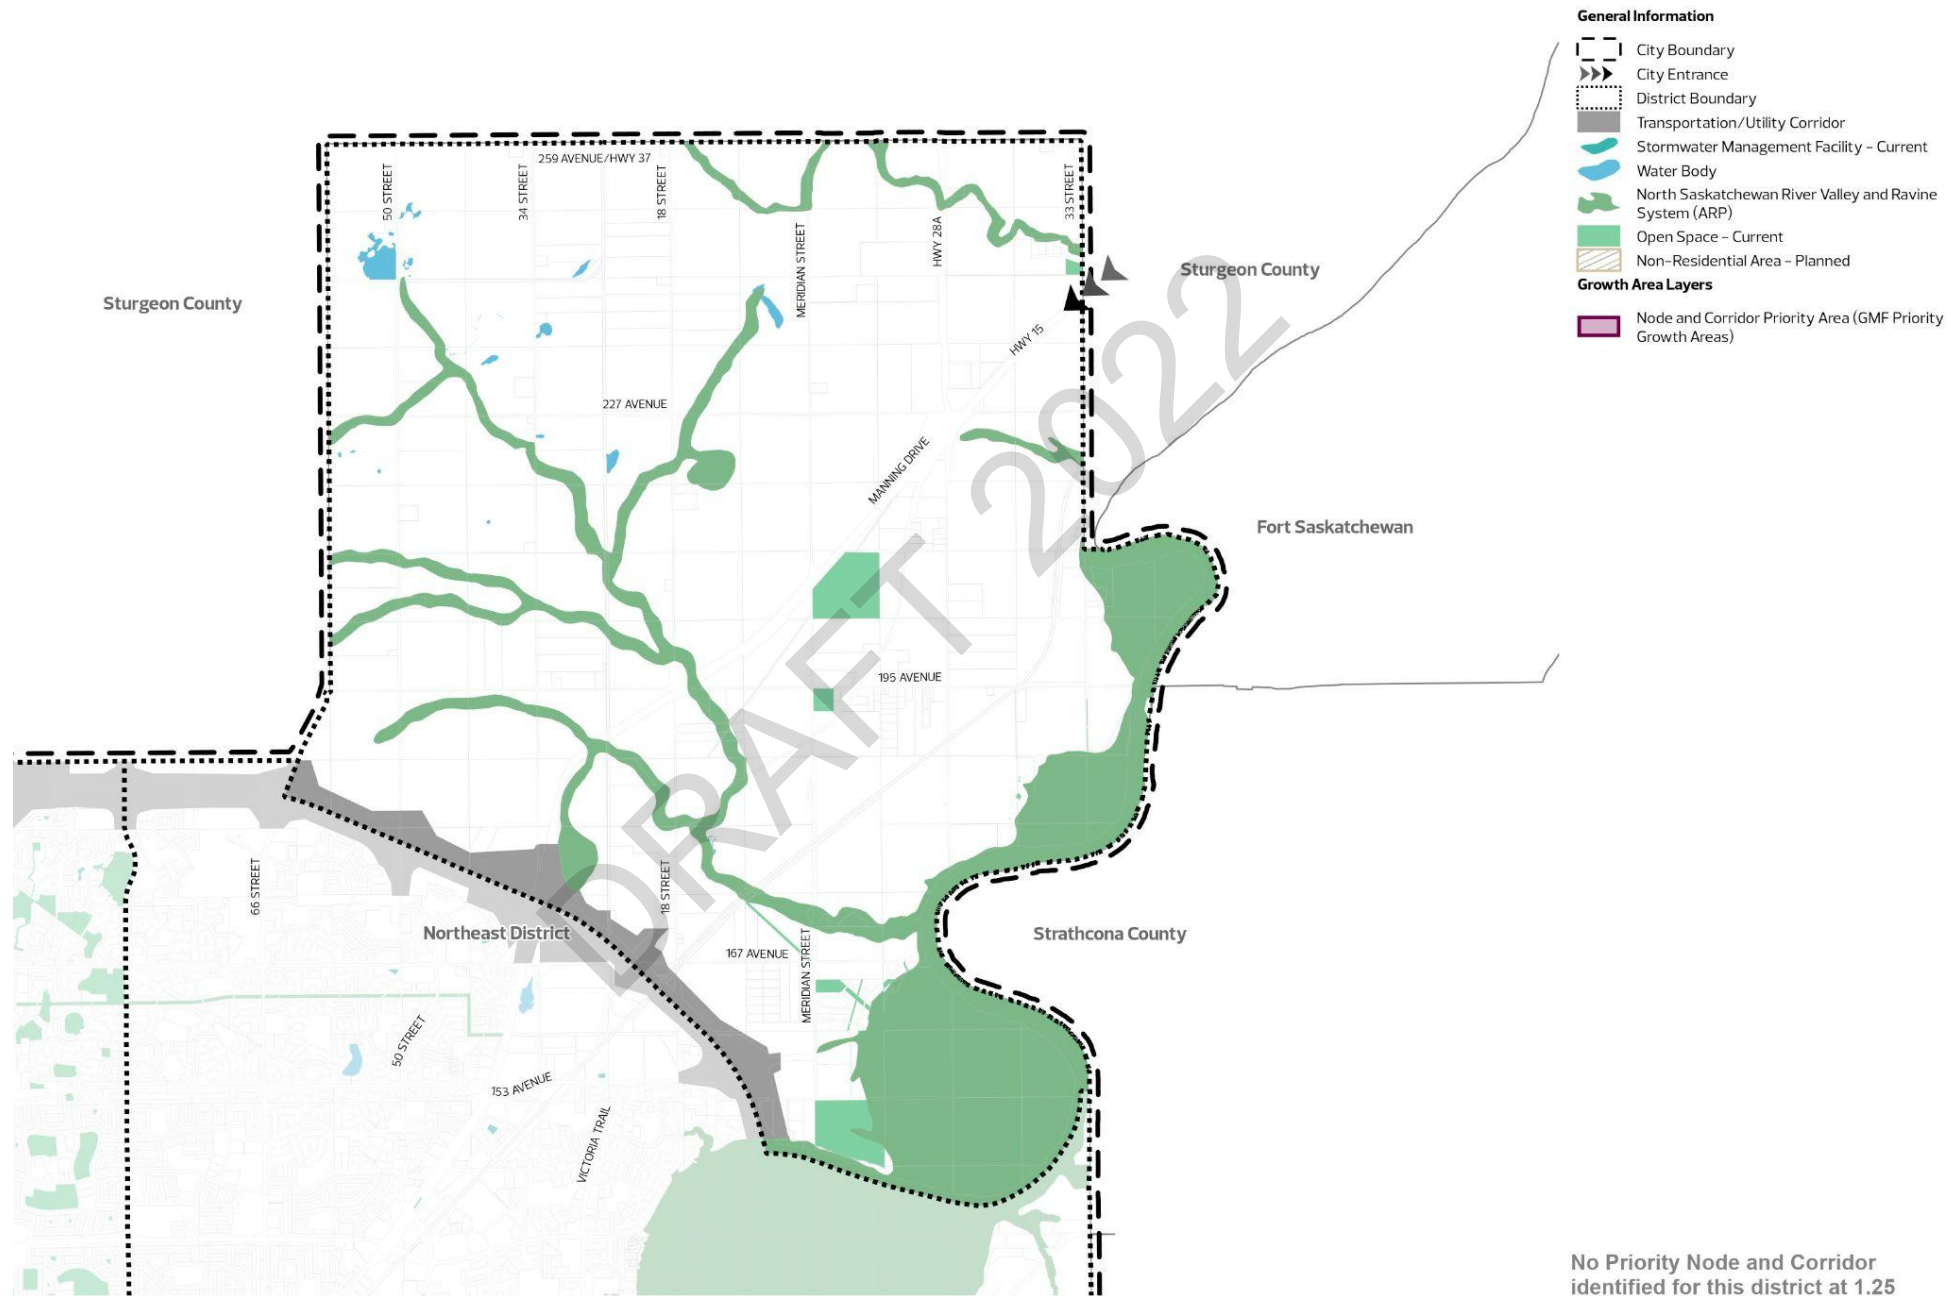 General Information
City Boundary
City Entrance
District Boundary
Transportation/Utility Corridor
Stormwater Management Facility - Current
Water Body
North Saskatchewan River Valley and Ravine
System (ARP)
Open Space - Current
Non-Residential Area - Planned
Growth Area Layers
Node and Corridor Priority Area (GMF Priority
Growth Areas)
259 AVENUE/HWY 37
50 STREET
34 STREET
18 STREET
33 STREET
MERIDIAN STREET
HWY 28A
Sturgeon County
Sturgeon County
HWY 15
227 AVENUE
MANNING DRIVE
Fort Saskatchewan
DRAFT 2022
195 AVENUE
66 STREET
18 STREET
Northeast District
Strathcona County
167 AVENUE
MERIDIAN STREET
50 STREET
153 AVENUE
VICTORIA TRAIL
No Priority Node and Corridor
identified for this district at 1.25